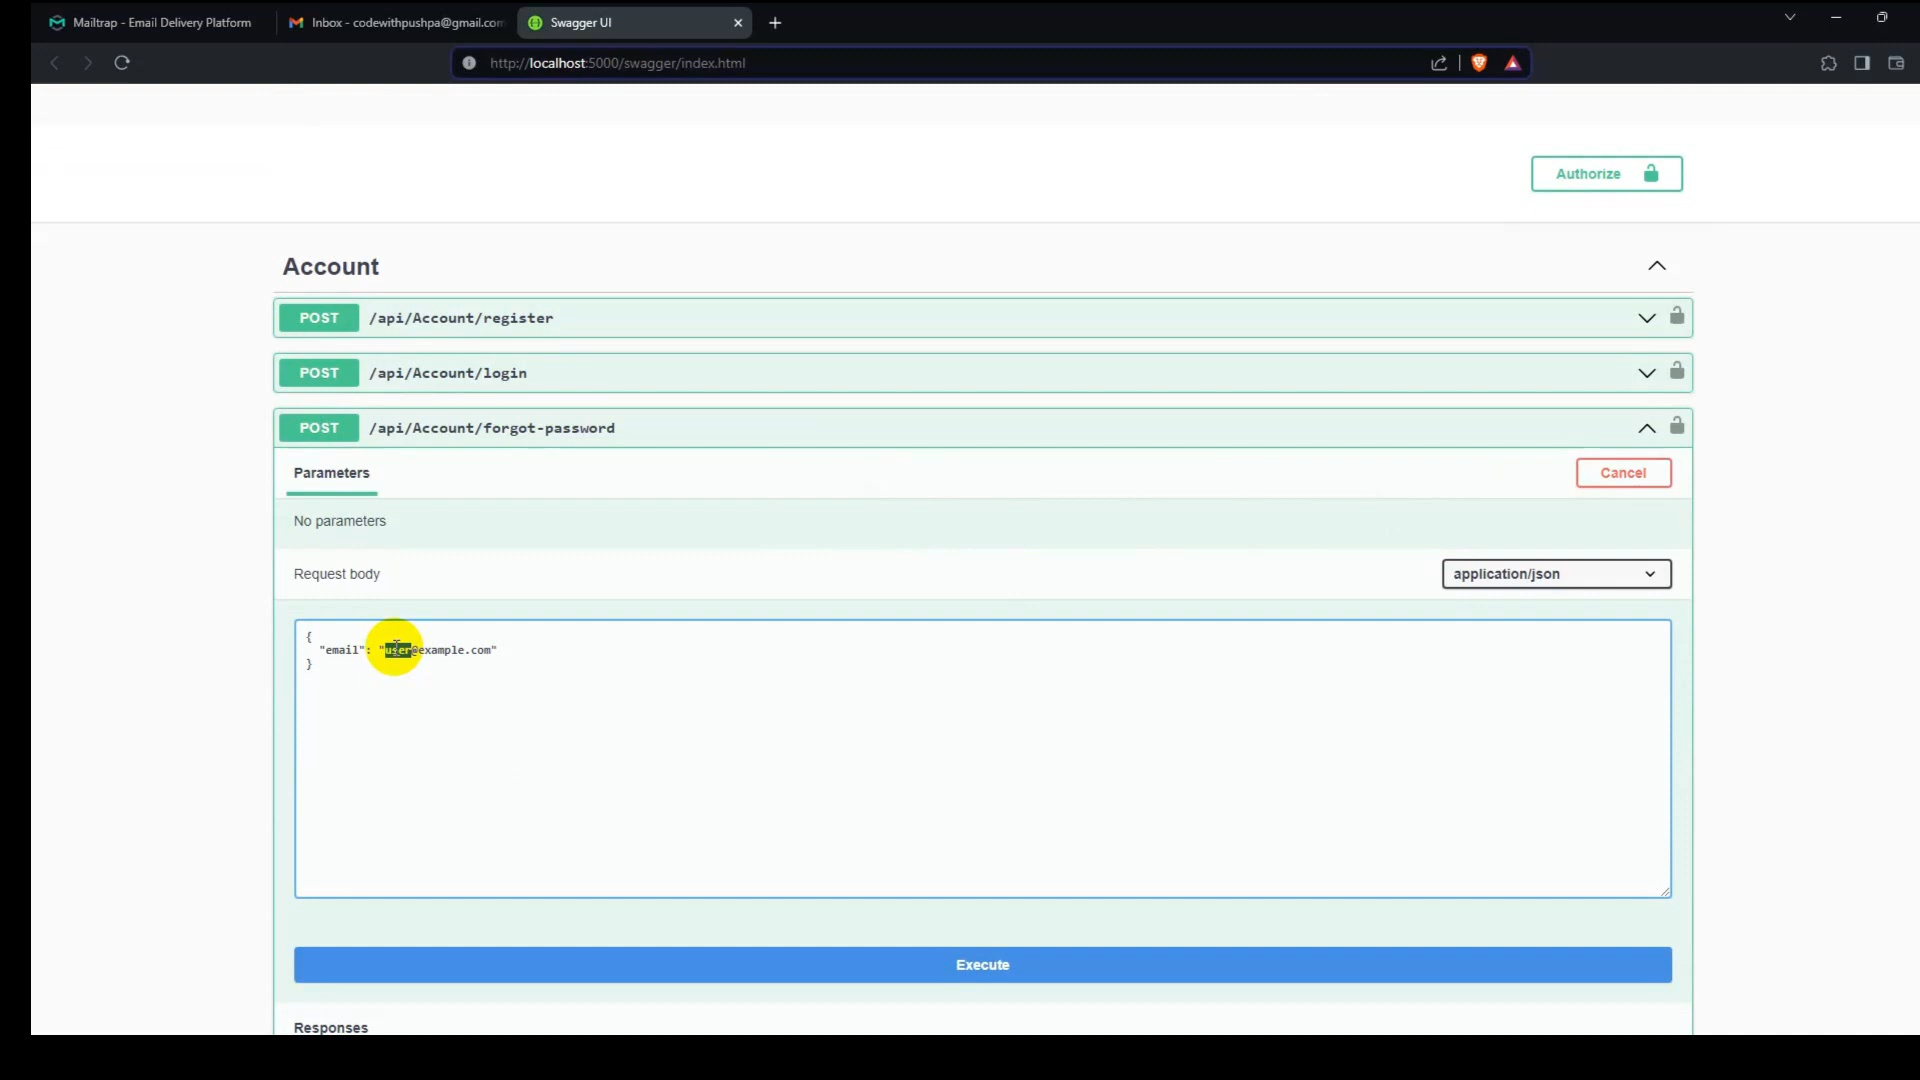 Mailtrap - Email Delivery Platform
Inbox - codewithpushpa@gmail.com
Swagger UI
http://localhost:5000/swagger/index.html
Authorize
Account
POST /api/Account/register
POST /api/Account/login
POST /api/Account/forgot-password
Parameters
Cancel
No parameters
Request body
application/json
{
"email": "user@example.com"
}
Execute
Responses